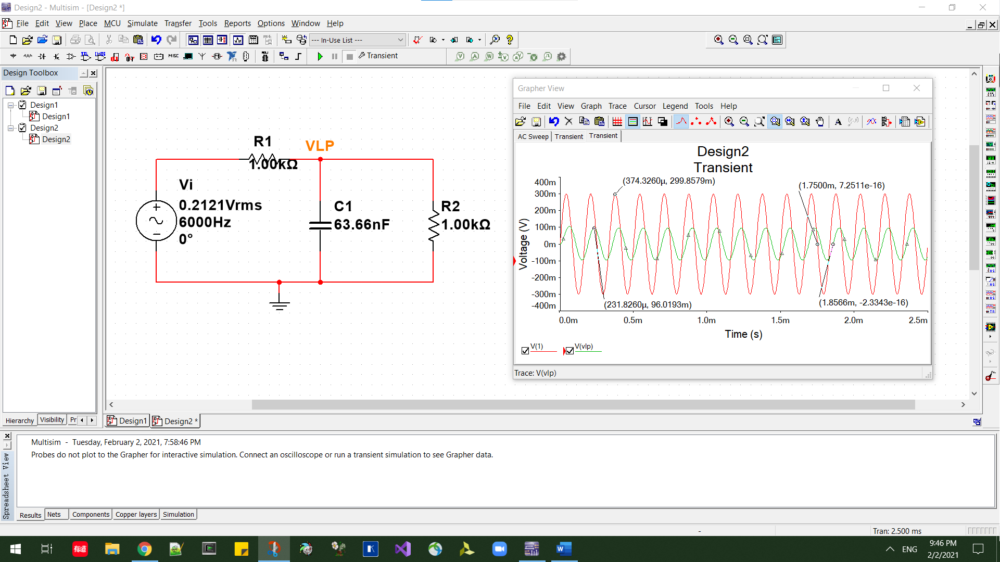 Design2 - Multisim - [Design2 *]
File Edit View Place MCU Simulate Transfer Tools Reports Options Window Help
--- In-Use List ---
MISC
Transient
Design Toolbox
Design1
Design1
Design2
Design2
Hierarchy Visibility Pr
R1
1.00kΩ
VLP
Vi
0.2121Vrms
6000Hz
0°
C1
63.66nF
R2
1.00kΩ
Grapher View
File Edit View Graph Trace Cursor Legend Tools Help
AC Sweep Transient Transient
Design2
Transient
(374.3260µ, 299.8579m)
(1.7500m, 7.2511e-16)
400m
300m
200m
100m
0m
-100m
-200m
-300m
-400m
Voltage (V)
(231.8260µ, 96.0193m)
(1.8566m, -2.3343e-16)
0.0m 0.5m 1.0m 1.5m 2.0m 2.5m
Time (s)
V(1) V(vlp)
Trace: V(vlp)
Design1 Design2 *
Spreadsheet View
Multisim - Tuesday, February 2, 2021, 7:58:46 PM
Probes do not plot to the Grapher for interactive simulation. Connect an oscilloscope or run a transient simulation to see Grapher data.
Results Nets Components Copper layers Simulation
- Tran: 2.500 ms
有道
ENG
9:46 PM
2/2/2021